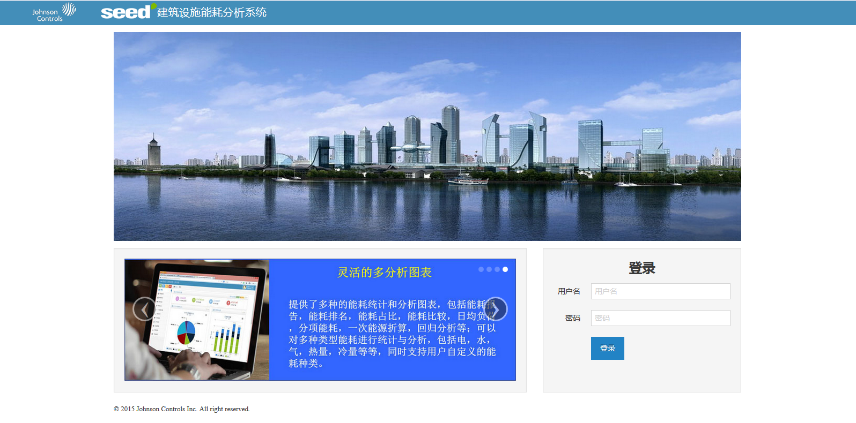 Johnson
Controls
seed 建筑设施能耗分析系统
灵活的多分析图表
提供了多种的能耗统计和分析图表，包括能耗
告，能耗排名，能耗占比，能耗比较，日均负
，分项能耗，一次能源折算，回归分析等；可以
对多种类型能耗进行统计与分析，包括电，水，
气，热量，冷量等等，同时支持用户自定义的能
耗种类。
登录
用户名 用户名
密码 密码
登录
© 2015 Johnson Controls Inc. All right reserved.